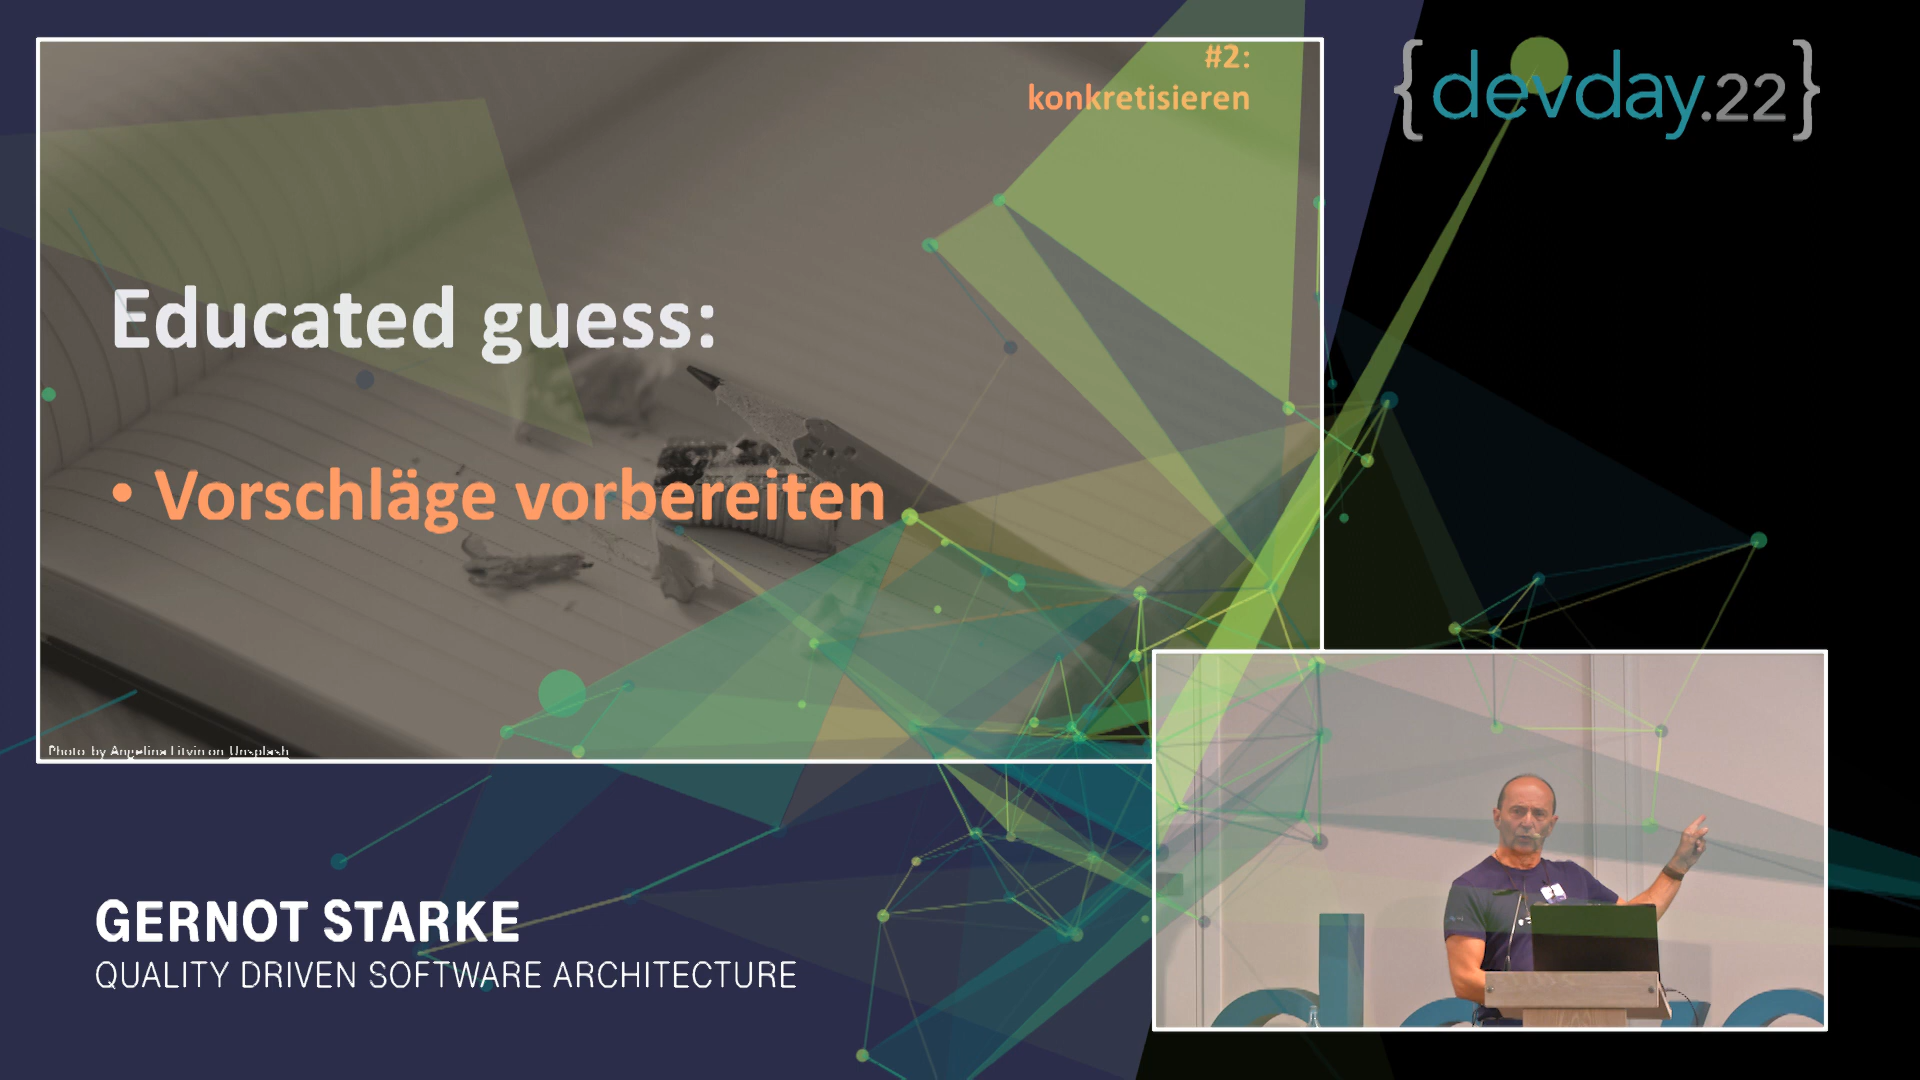 #2:
konkretisieren
{devday.22}
Educated guess:
• Vorschläge vorbereiten
Photo by Angelina Litvin on Unsplash
GERNOT STARKE
QUALITY DRIVEN SOFTWARE ARCHITECTURE